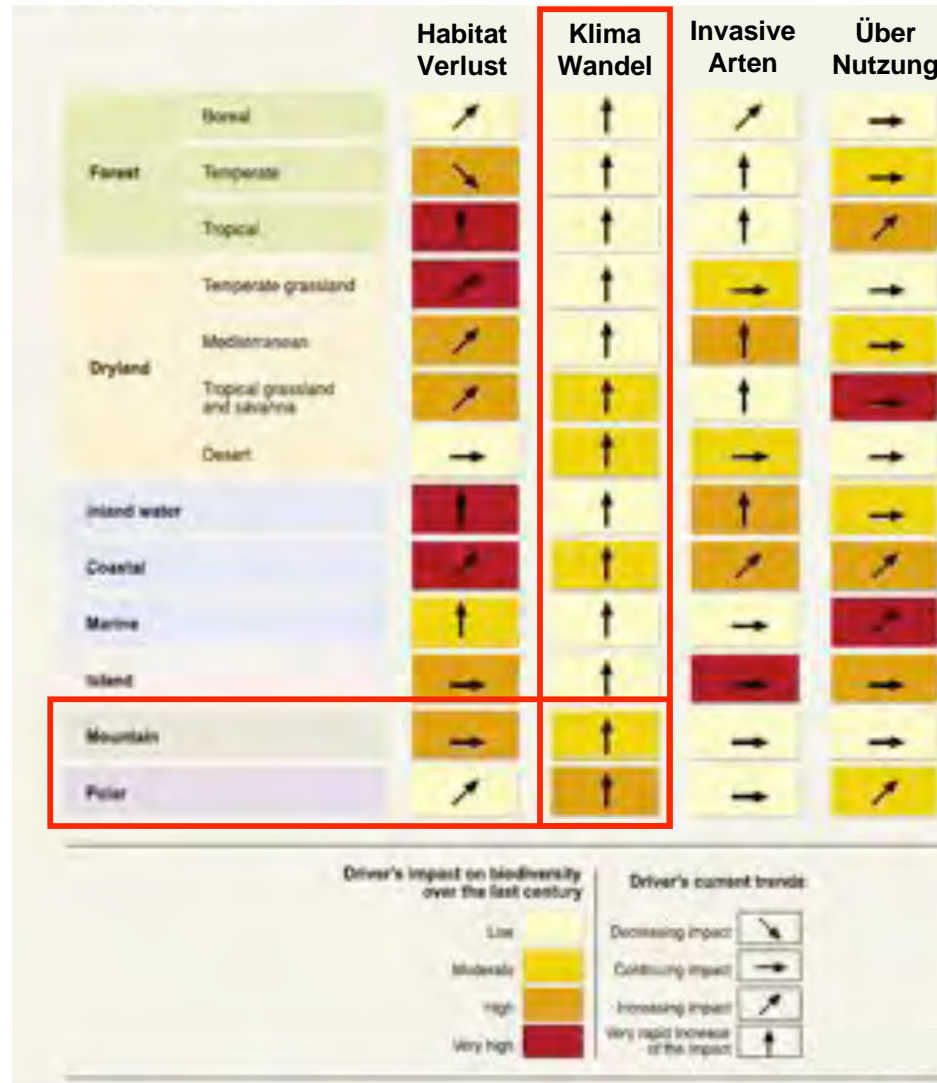 Habitat Verlust
Klima Wandel
Invasive Arten
Über Nutzung
Forest
Boreal
Temperate
Tropical
Dryland
Temperate grassland
Mediterranean
Tropical grassland
and savanna
Desert
Inland water
Coastal
Marine
Island
Mountain
Polar
Driver's impact on biodiversity
over the last century
Low
Moderate
High
Very high
Driver's current trends
Decreasing impact
Continuing impact
Increasing impact
Very rapid increase
of the impact